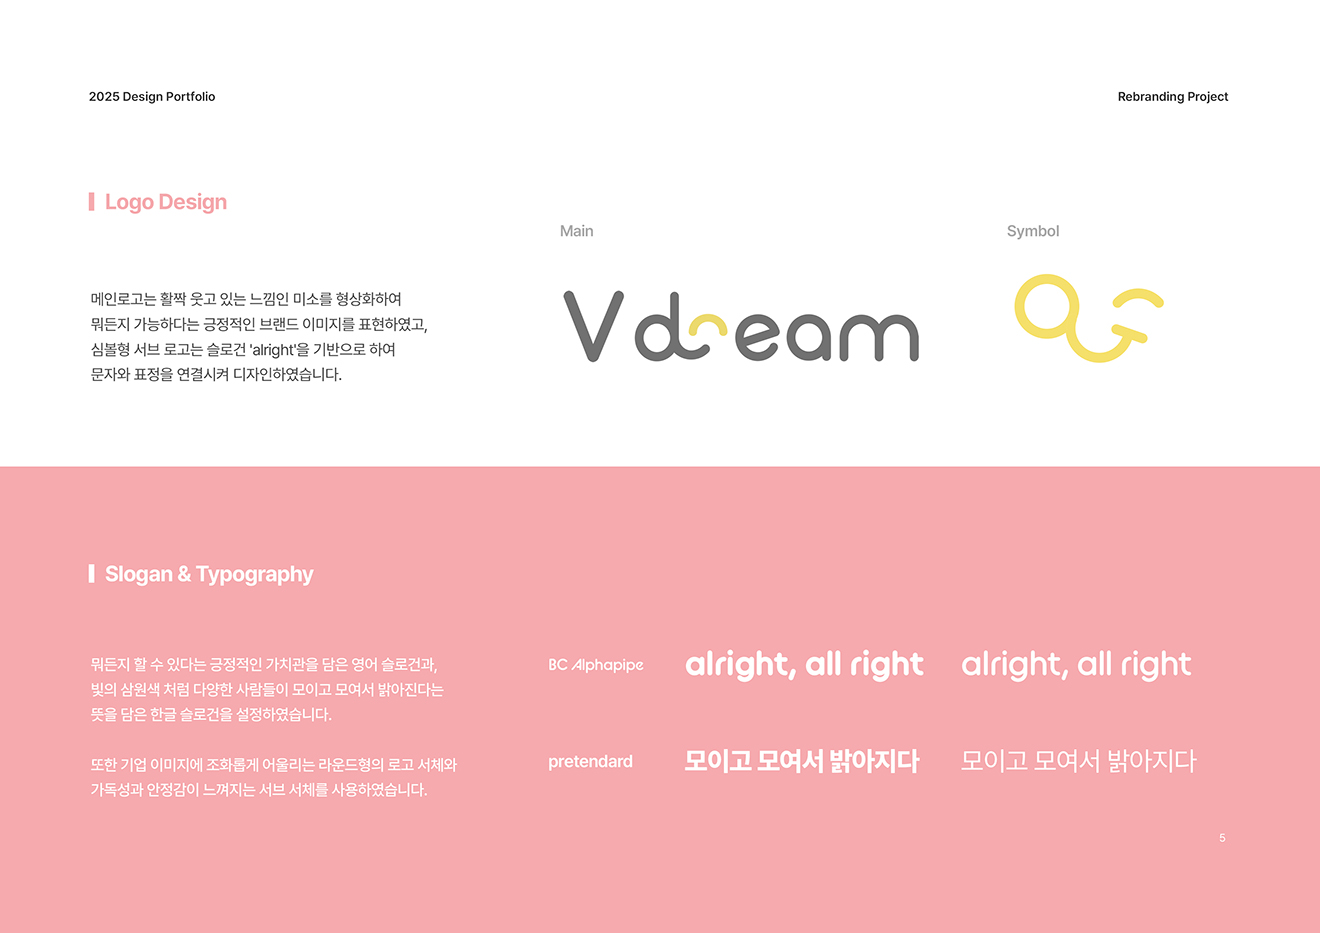 2025 Design Portfolio
Rebranding Project
Logo Design
메인로고는 활짝 웃고 있는 느낌인 미소를 형상화하여
뭐든지 가능하다는 긍정적인 브랜드 이미지를 표현하였고,
심볼형 서브 로고는 슬로건 'alright'을 기반으로 하여
문자와 표정을 연결시켜 디자인하였습니다.
Main
Vdream
Symbol
Slogan & Typography
뭐든지 할 수 있다는 긍정적인 가치관을 담은 영어 슬로건과,
빛의 삼원색 처럼 다양한 사람들이 모이고 모여서 밝아진다는
뜻을 담은 한글 슬로건을 설정하였습니다.
또한 기업 이미지에 조화롭게 어울리는 라운드형의 로고 서체와
가독성과 안정감이 느껴지는 서브 서체를 사용하였습니다.
BC Alphapipe
alright, all right
alright, all right
pretendard
모이고 모여서 밝아지다
모이고 모여서 밝아지다
5